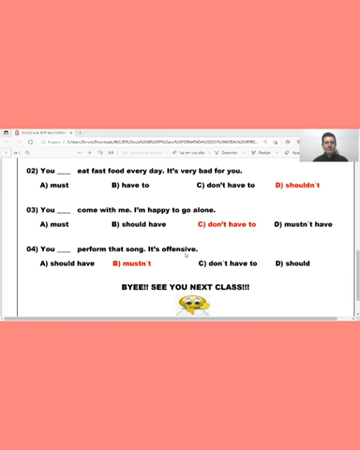 02) You ___ eat fast food every day. It's very bad for you.
A) must B) have to C) don't have to D) shouldn´t
03) You ___ come with me. I'm happy to go alone.
A) must B) should have C) don't have to D) mustn't have
04) You ___ perform that song. It's offensive.
A) should have B) mustn´t C) don´t have to D) should
BYEE!! SEE YOU NEXT CLASS!!!